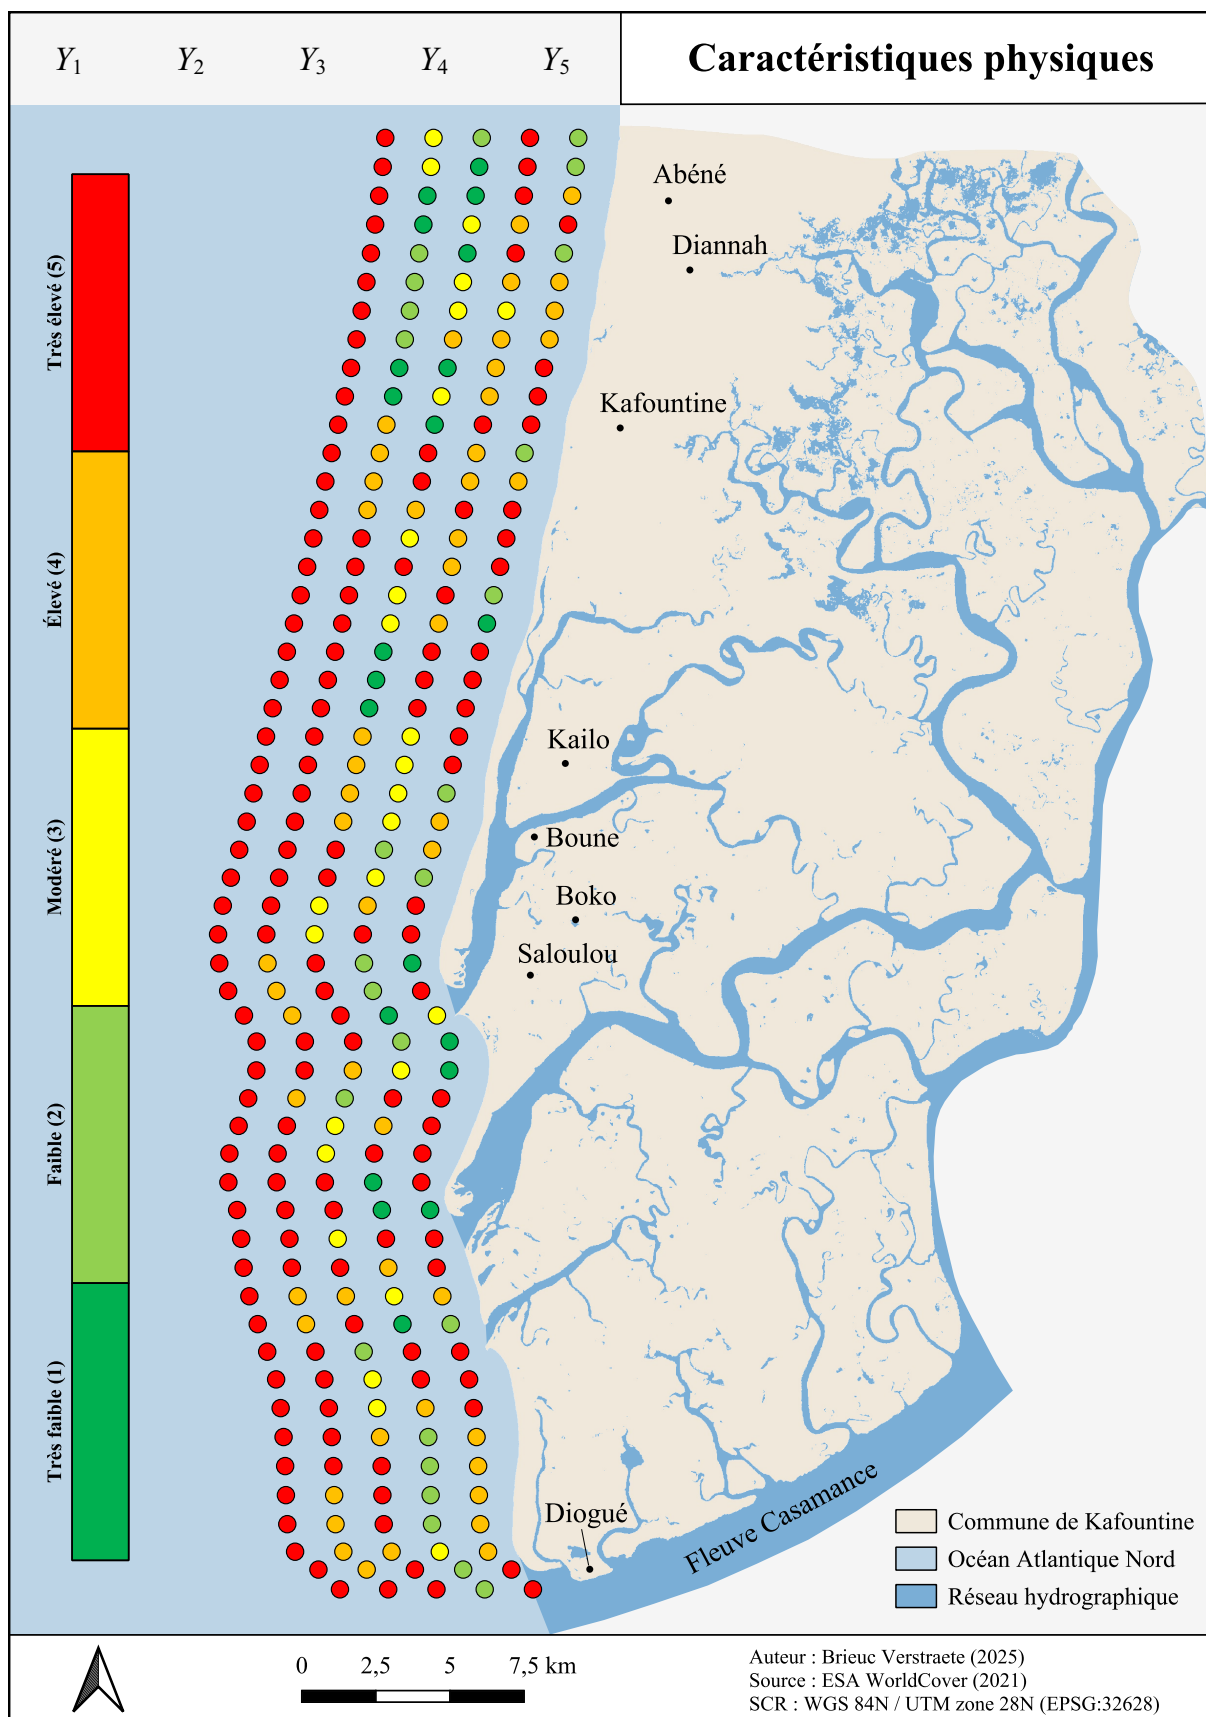 Y1 Y2 Y3 Y4 Y5
Caractéristiques physiques
Très élevé (5)
Élevé (4)
Modéré (3)
Faible (2)
Très faible (1)
Abéné
Diannah
Kafountine
Kailo
Boune
Boko
Saloulou
Diogué
Fleuve Casamance
Commune de Kafountine
Océan Atlantique Nord
Réseau hydrographique
0 2,5 5 7,5 km
Auteur : Brieuc Verstraete (2025)
Source : ESA WorldCover (2021)
SCR : WGS 84N / UTM zone 28N (EPSG:32628)